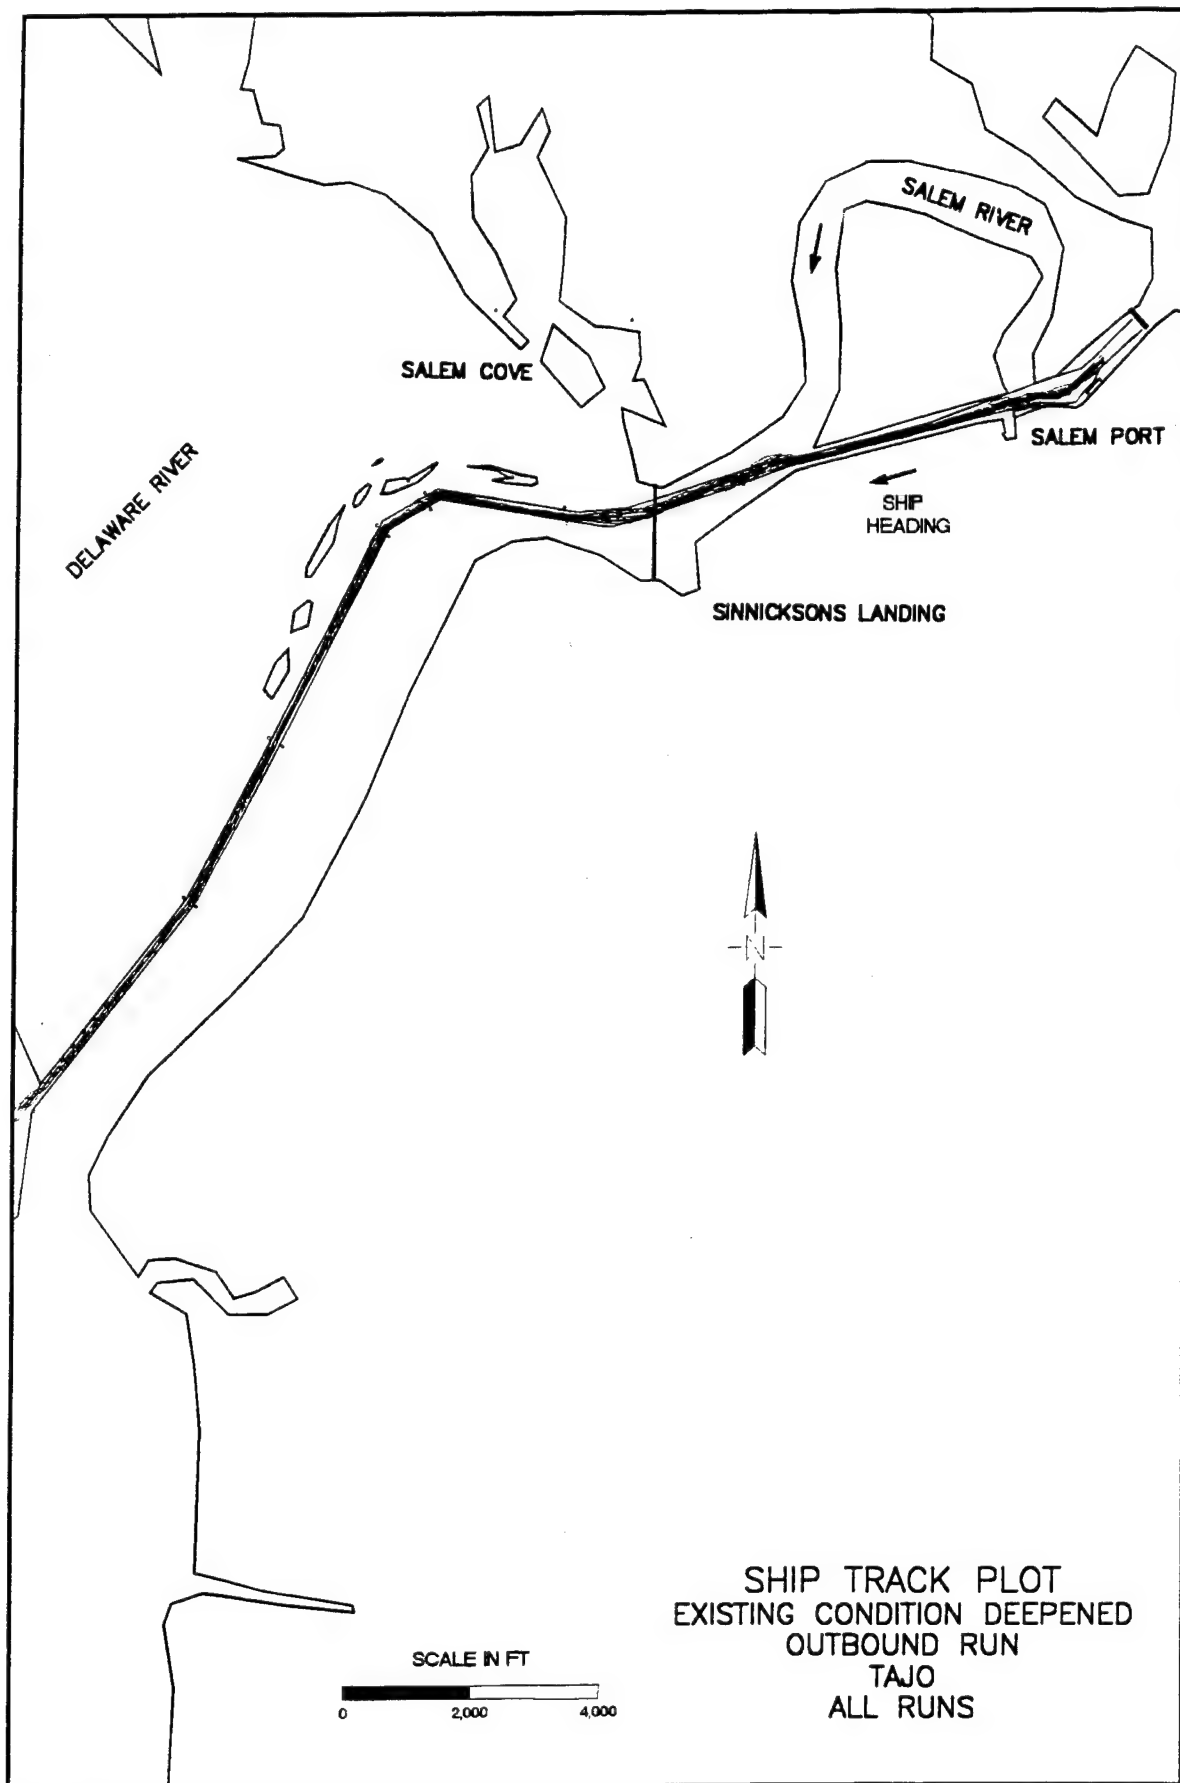 SALEM RIVER
SALEM COVE
SALEM PORT
DELAWARE RIVER
SHIP
HEADING
SINNICKSONS LANDING
N
SHIP TRACK PLOT
EXISTING CONDITION DEEPENED
OUTBOUND RUN
TAJO
ALL RUNS
SCALE IN FT
0 2,000 4,000